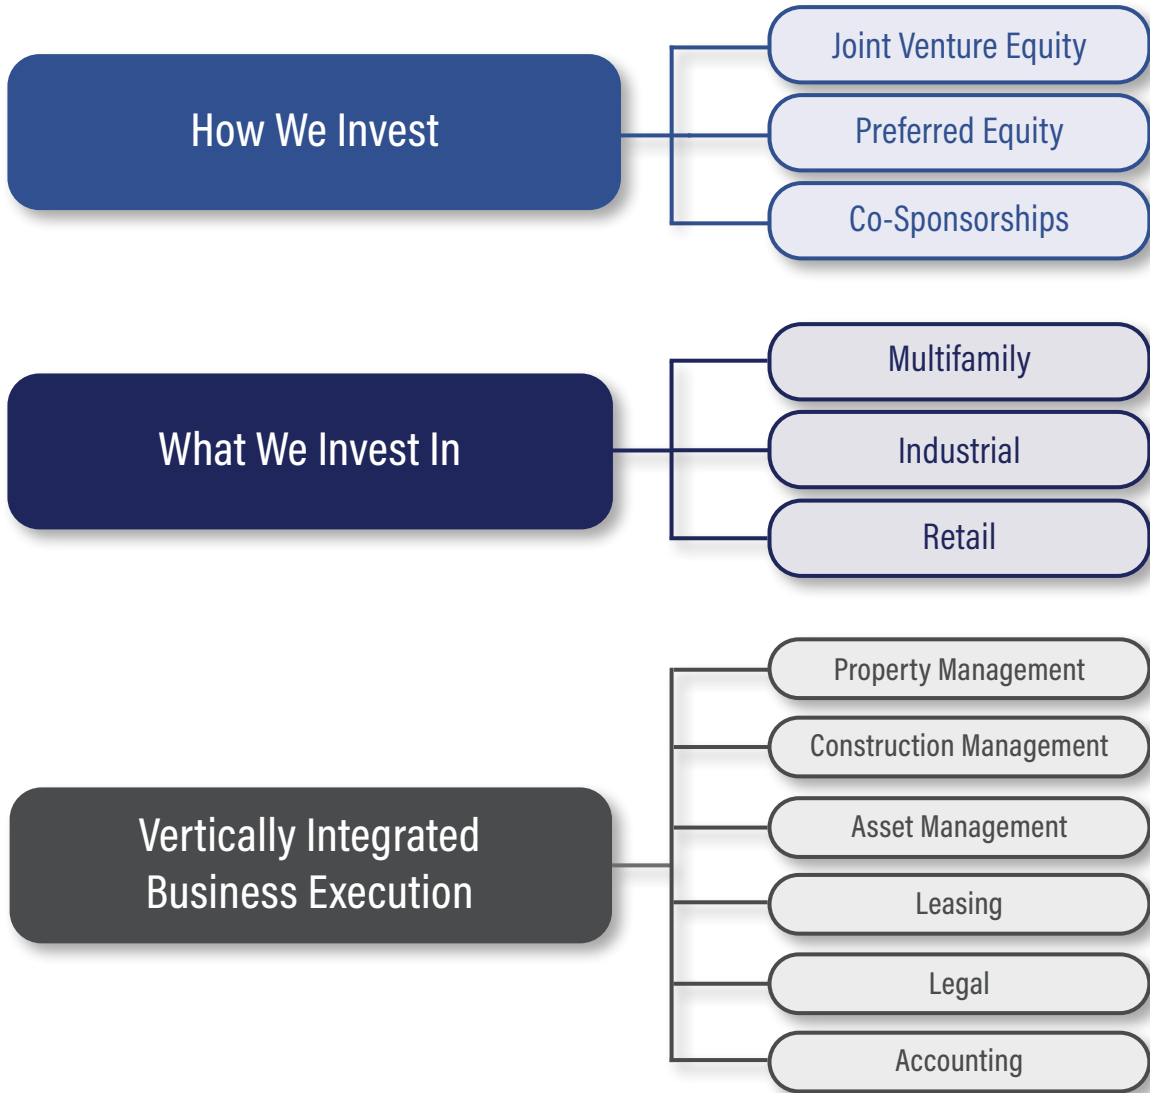 How We Invest
Joint Venture Equity
Preferred Equity
Co-Sponsorships
What We Invest In
Multifamily
Industrial
Retail
Vertically Integrated
Business Execution
Property Management
Construction Management
Asset Management
Leasing
Legal
Accounting